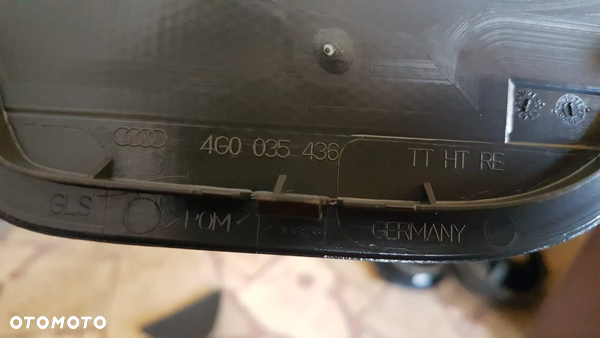 4G0 035 436 TT HT RE
GLS >POM< GERMANY
OTOMOTO